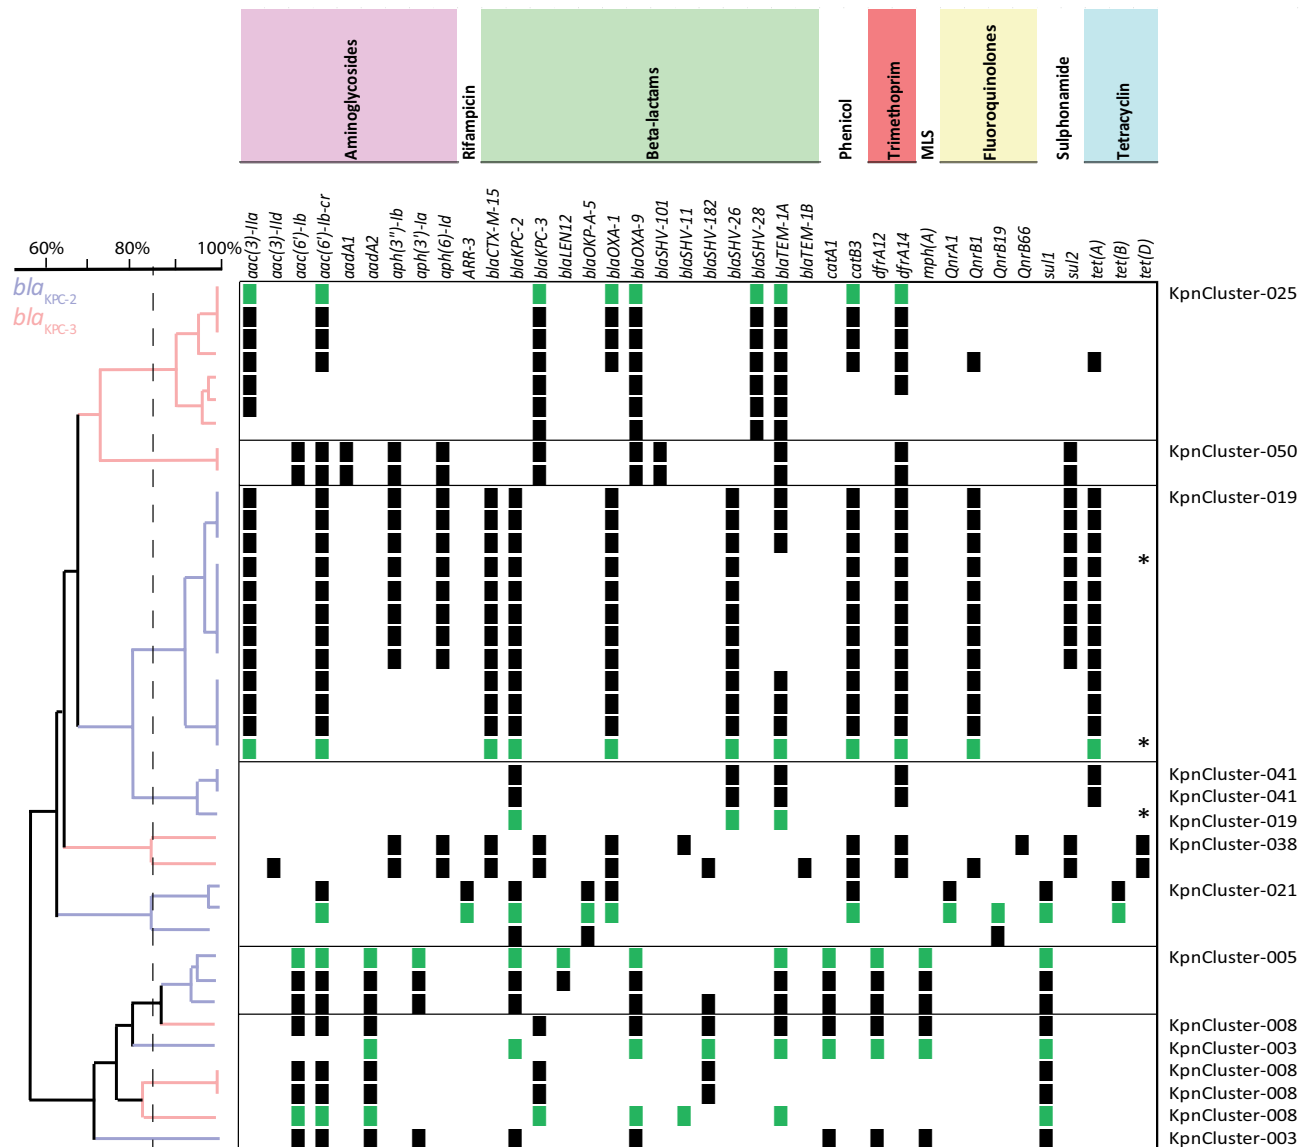 Aminoglycosides
Rifampicin
Beta-lactams
Phenicol
Trimethoprim
MLS
Fluoroquinolones
Sulphonamide
Tetracyclin
aac(3)-IIa
aac(3)-IId
aac(6')-Ib
aac(6')-Ib-cr
aadA1
aadA2
aph(3'')-Ib
aph(3')-Ia
aph(6)-Id
ARR-3
blaCTX-M-15
blaKPC-2
blaKPC-3
blaLEN12
blaOKP-A-5
blaOXA-1
blaOXA-9
blaSHV-101
blaSHV-11
blaSHV-182
blaSHV-26
blaSHV-28
blaTEM-1A
blaTEM-1B
catA1
catB3
dfrA12
dfrA14
mph(A)
QnrA1
QnrB1
QnrB19
QnrB66
sul1
sul2
tet(A)
tet(B)
tet(D)
60% 80% 100%
bla KPC-2
bla KPC-3
KpnCluster-025
KpnCluster-050
KpnCluster-019
*
*
KpnCluster-041
KpnCluster-041
* KpnCluster-019
KpnCluster-038
KpnCluster-021
KpnCluster-005
KpnCluster-008
KpnCluster-003
KpnCluster-008
KpnCluster-008
KpnCluster-008
KpnCluster-003